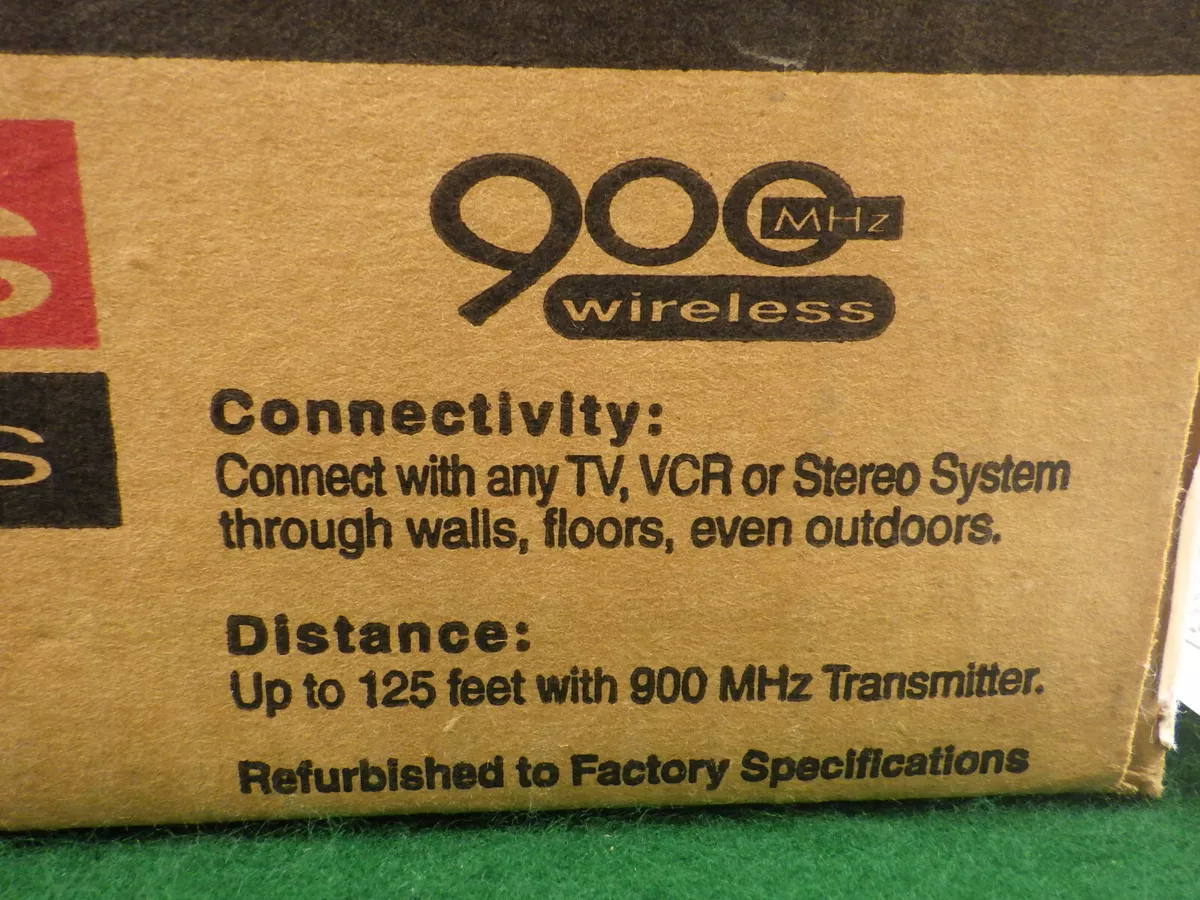 900 MHz
wireless
S
S
Connectivity:
Connect with any TV, VCR or Stereo System
through walls, floors, even outdoors.
Distance:
Up to 125 feet with 900 MHz Transmitter.
Refurbished to Factory Specifications